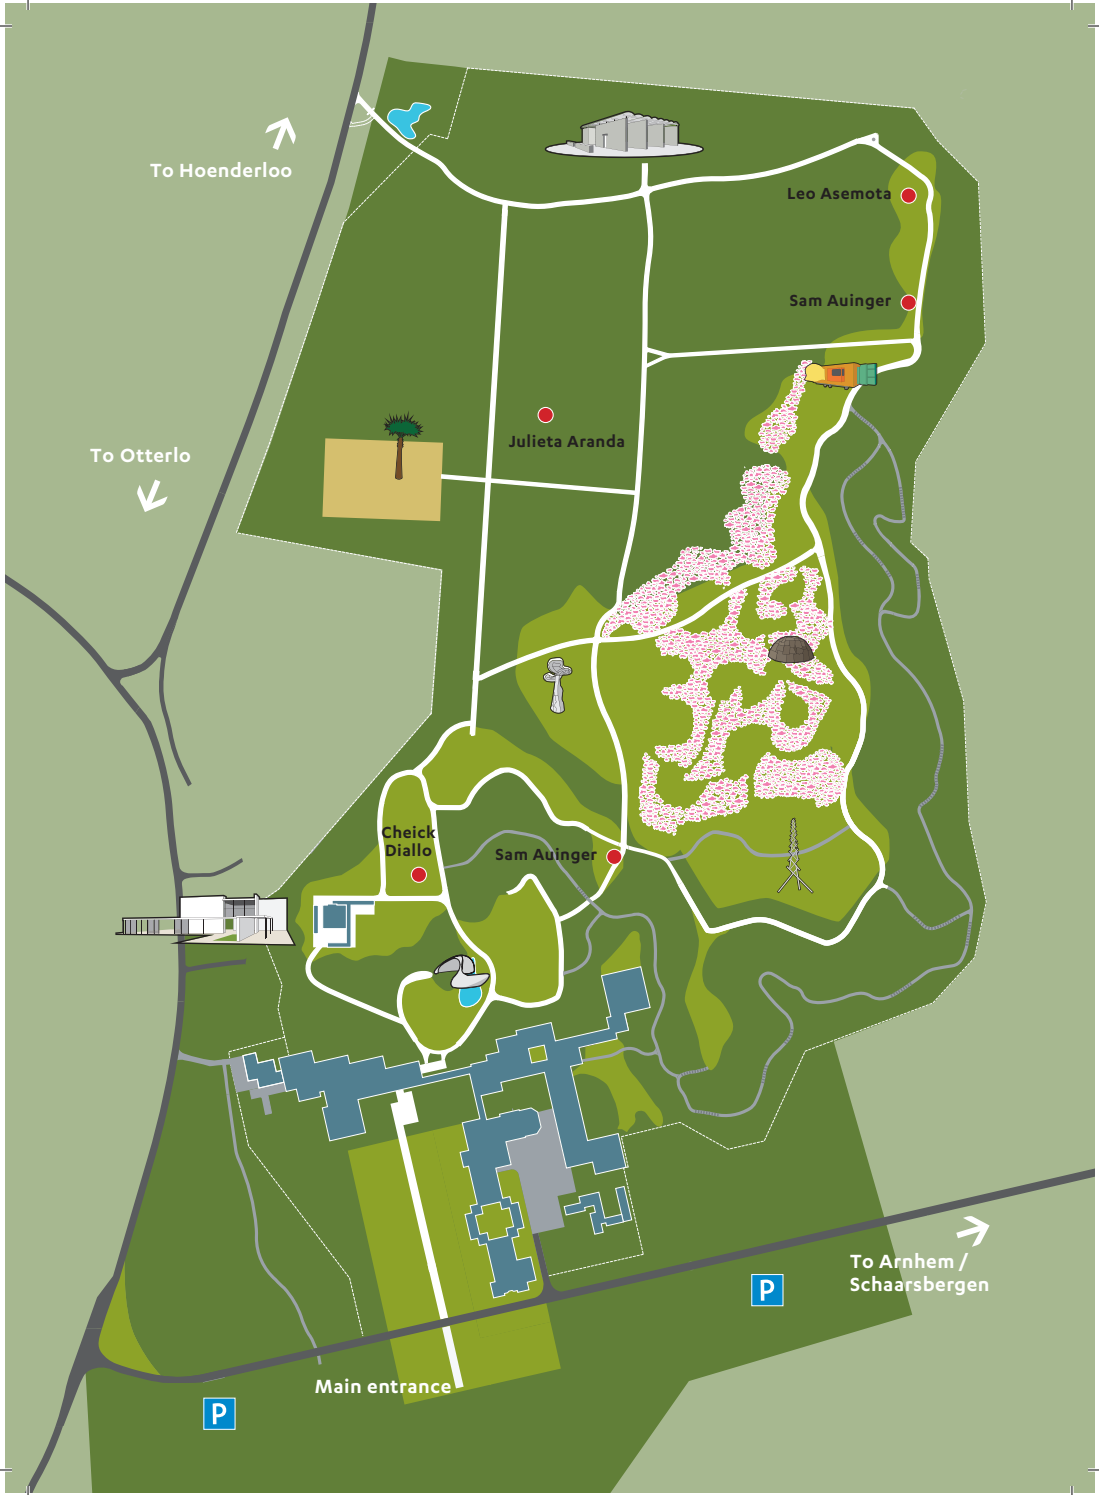 To Hoenderloo
Leo Asemota
Sam Auinger
Julieta Aranda
To Otterlo
Cheick
Diallo
Sam Auinger
To Arnhem /
Schaarsbergen
P
Main entrance
P